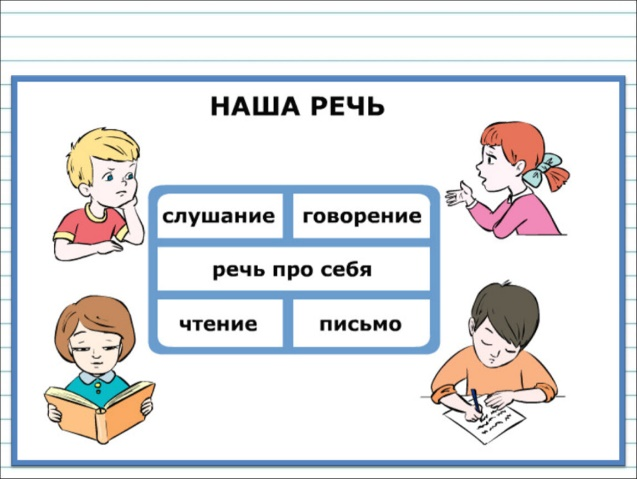 НАША РЕЧЬ
слушание говорение
речь про себя
чтение письмо